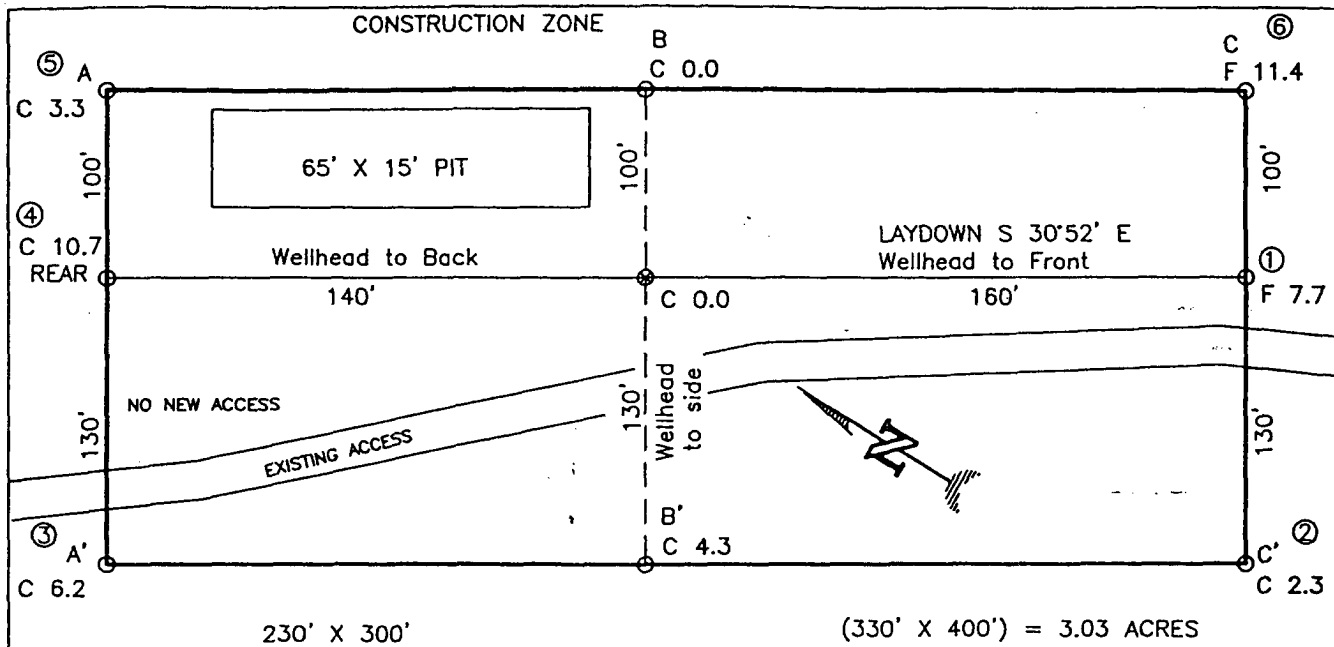 CONSTRUCTION ZONE
⑤ A
C 3.3
B
C 0.0
⑥
C
F 11.4
100'
65' X 15' PIT
100'
100'
④
C 10.7
REAR
Wellhead to Back
140'
C 0.0
LAYDOWN S 30°52' E
Wellhead to Front
160'
①
F 7.7
NO NEW ACCESS
130'
EXISTING ACCESS
130'
Wellhead
to side
N
130'
③
A'
C 6.2
B'
C 4.3
②
C'
C 2.3
230' X 300'
(330' X 400') = 3.03 ACRES